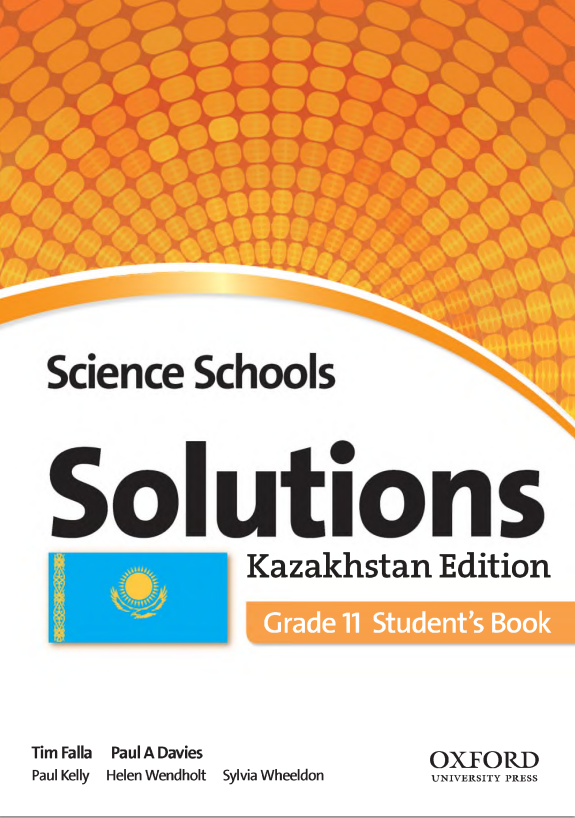 Science Schools
Solutions
Kazakhstan Edition
Grade 11 Student's Book
Tim Falla Paul A Davies
Paul Kelly Helen Wendholt Sylvia Wheeldon
OXFORD
UNIVERSITY PRESS